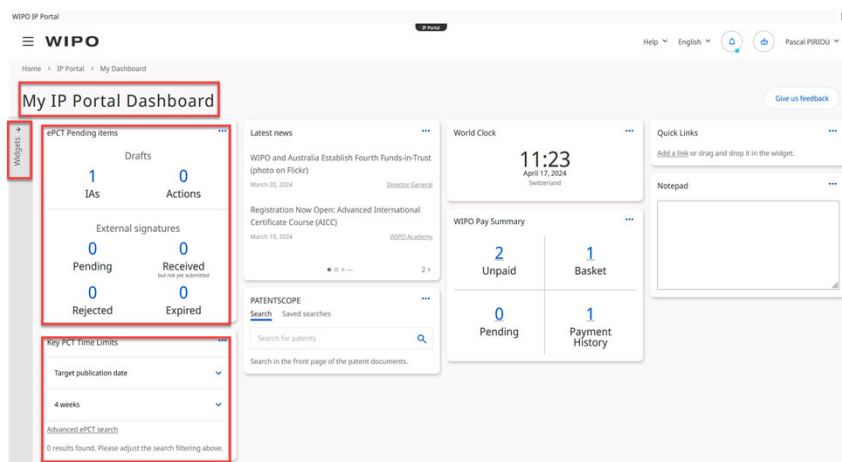 WIPO IP Portal
IP Portal
WIPO
Help
English
Pascal PIRIOU
Home > IP Portal > My Dashboard
My IP Portal Dashboard
Give us feedback
Widgets
ePCT Pending items
Drafts
1 0
IAs Actions
External signatures
0 0
Pending Received
but not yet submitted
0 0
Rejected Expired
Key PCT Time Limits
Target publication date
4 weeks
Advanced ePCT search
0 results found. Please adjust the search filtering above.
Latest news
WIPO and Australia Establish Fourth Funds-in-Trust
(photo on Flickr)
March 20, 2024 Director General
Registration Now Open: Advanced International
Certificate Course (AICC)
March 19, 2024 WIPO Academy
2
PATENTSCOPE
Search Saved searches
Search for patents
Search in the front page of the patent documents.
World Clock
11:23
April 17, 2024
Switzerland
WIPO Pay Summary
2 1
Unpaid Basket
0 1
Pending Payment
History
Quick Links
Add a link or drag and drop it in the widget.
Notepad